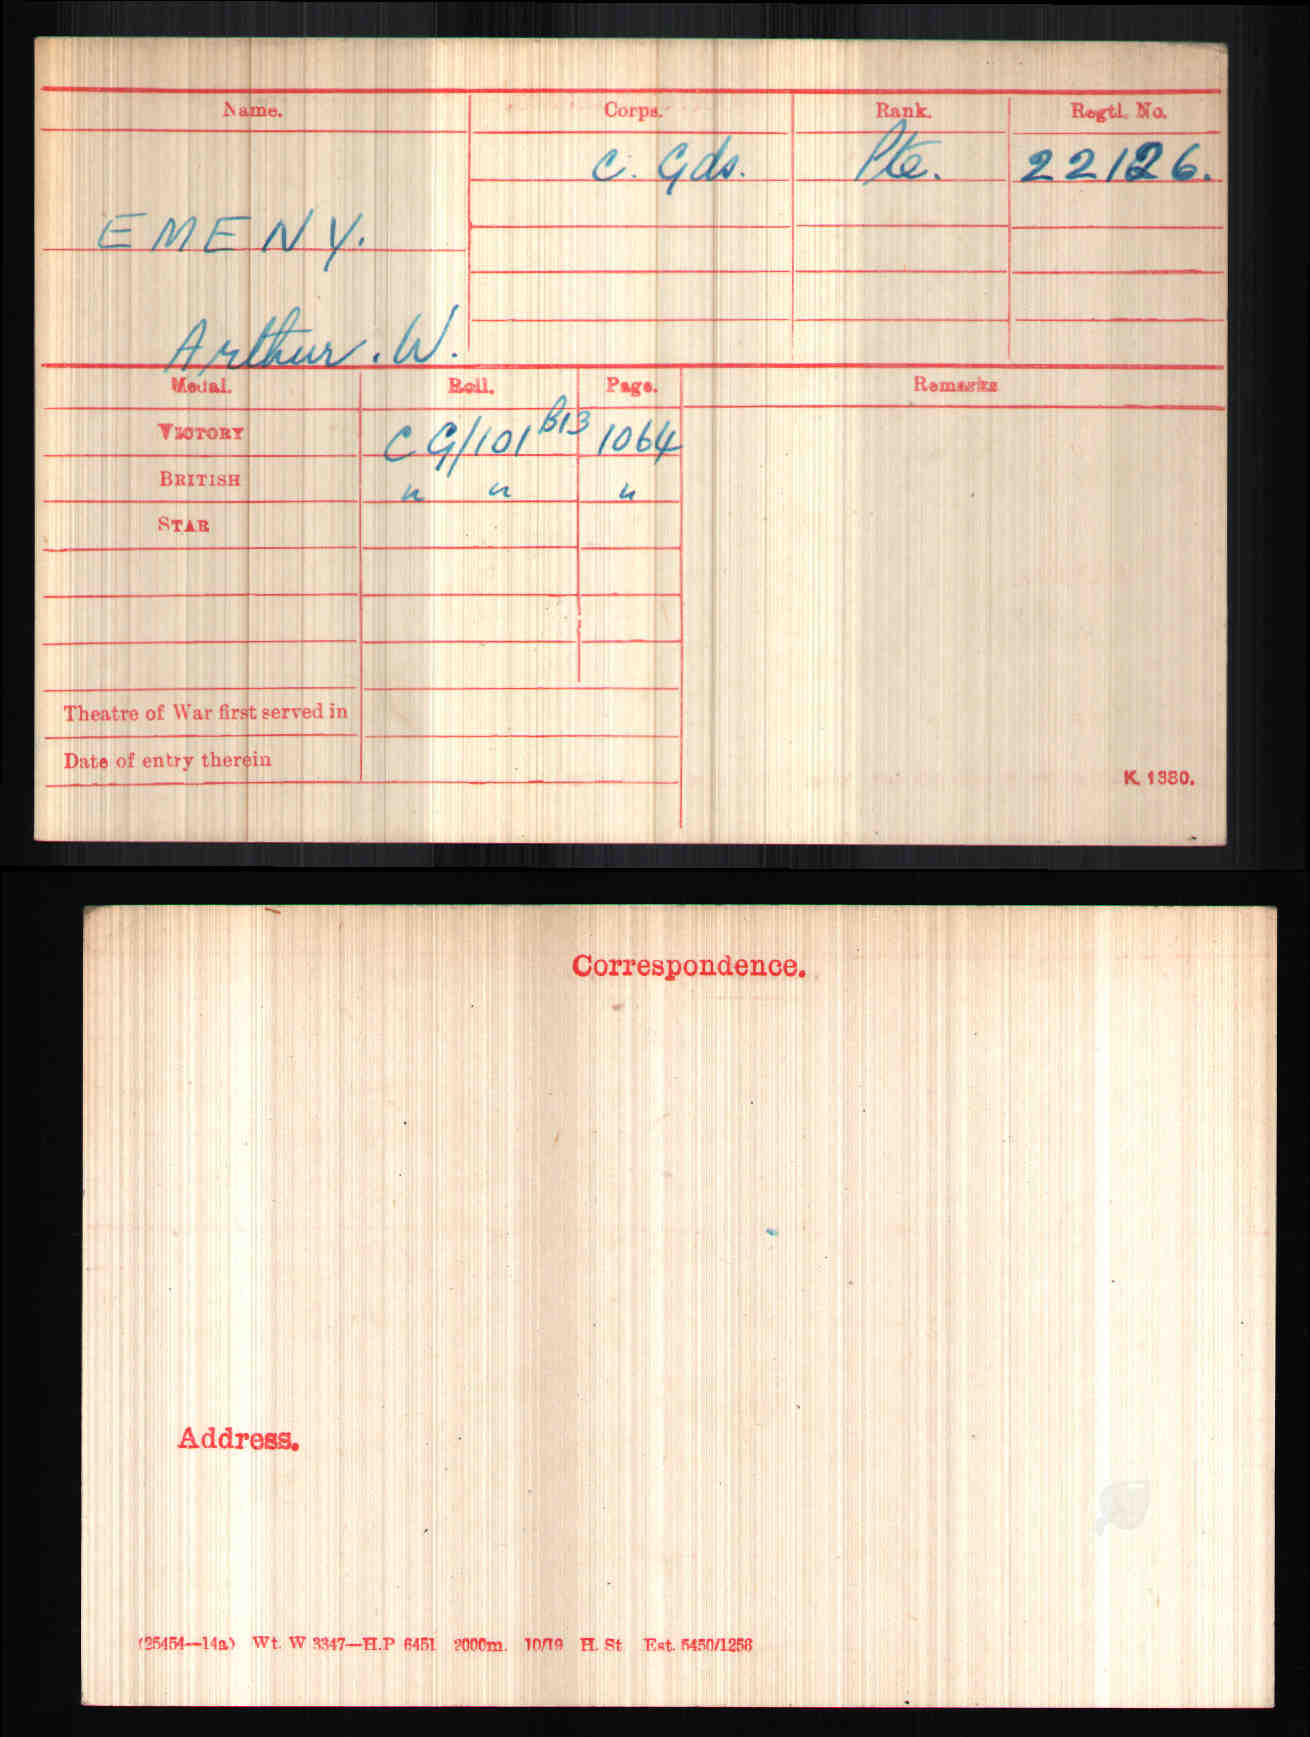 Name. Corps. Rank. Regtl. No.
C. Gds. Pte. 22126.
EMENY.
Arthur. W.
Medal. Roll. Page. Remarks
VICTORY CG/101 B13 1064
BRITISH " " "
STAR
Theatre of War first served in
Date of entry therein
K. 1380.
Correspondence.
Address.
(25454—14a) Wt. W 3347—H.P 6451 2000m. 10/19 H. St Est. 5450/1256